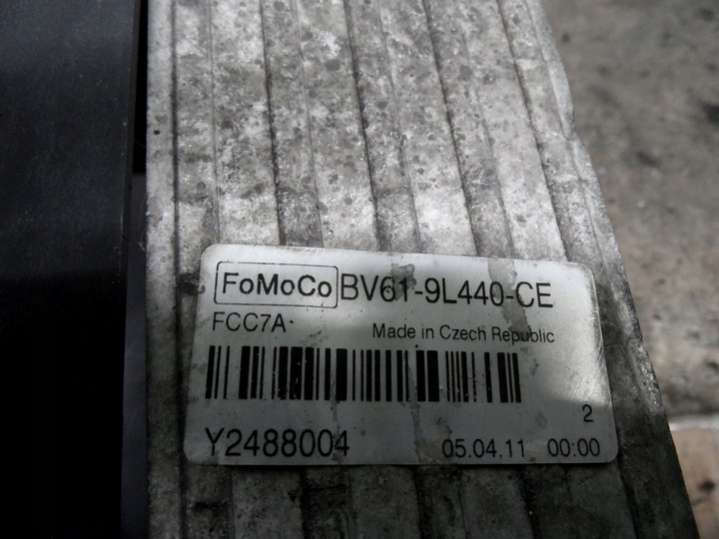 FoMoCo BV61-9L440-CE
FCC7A Made in Czech Republic
2
Y2488004 05.04.11 00:00